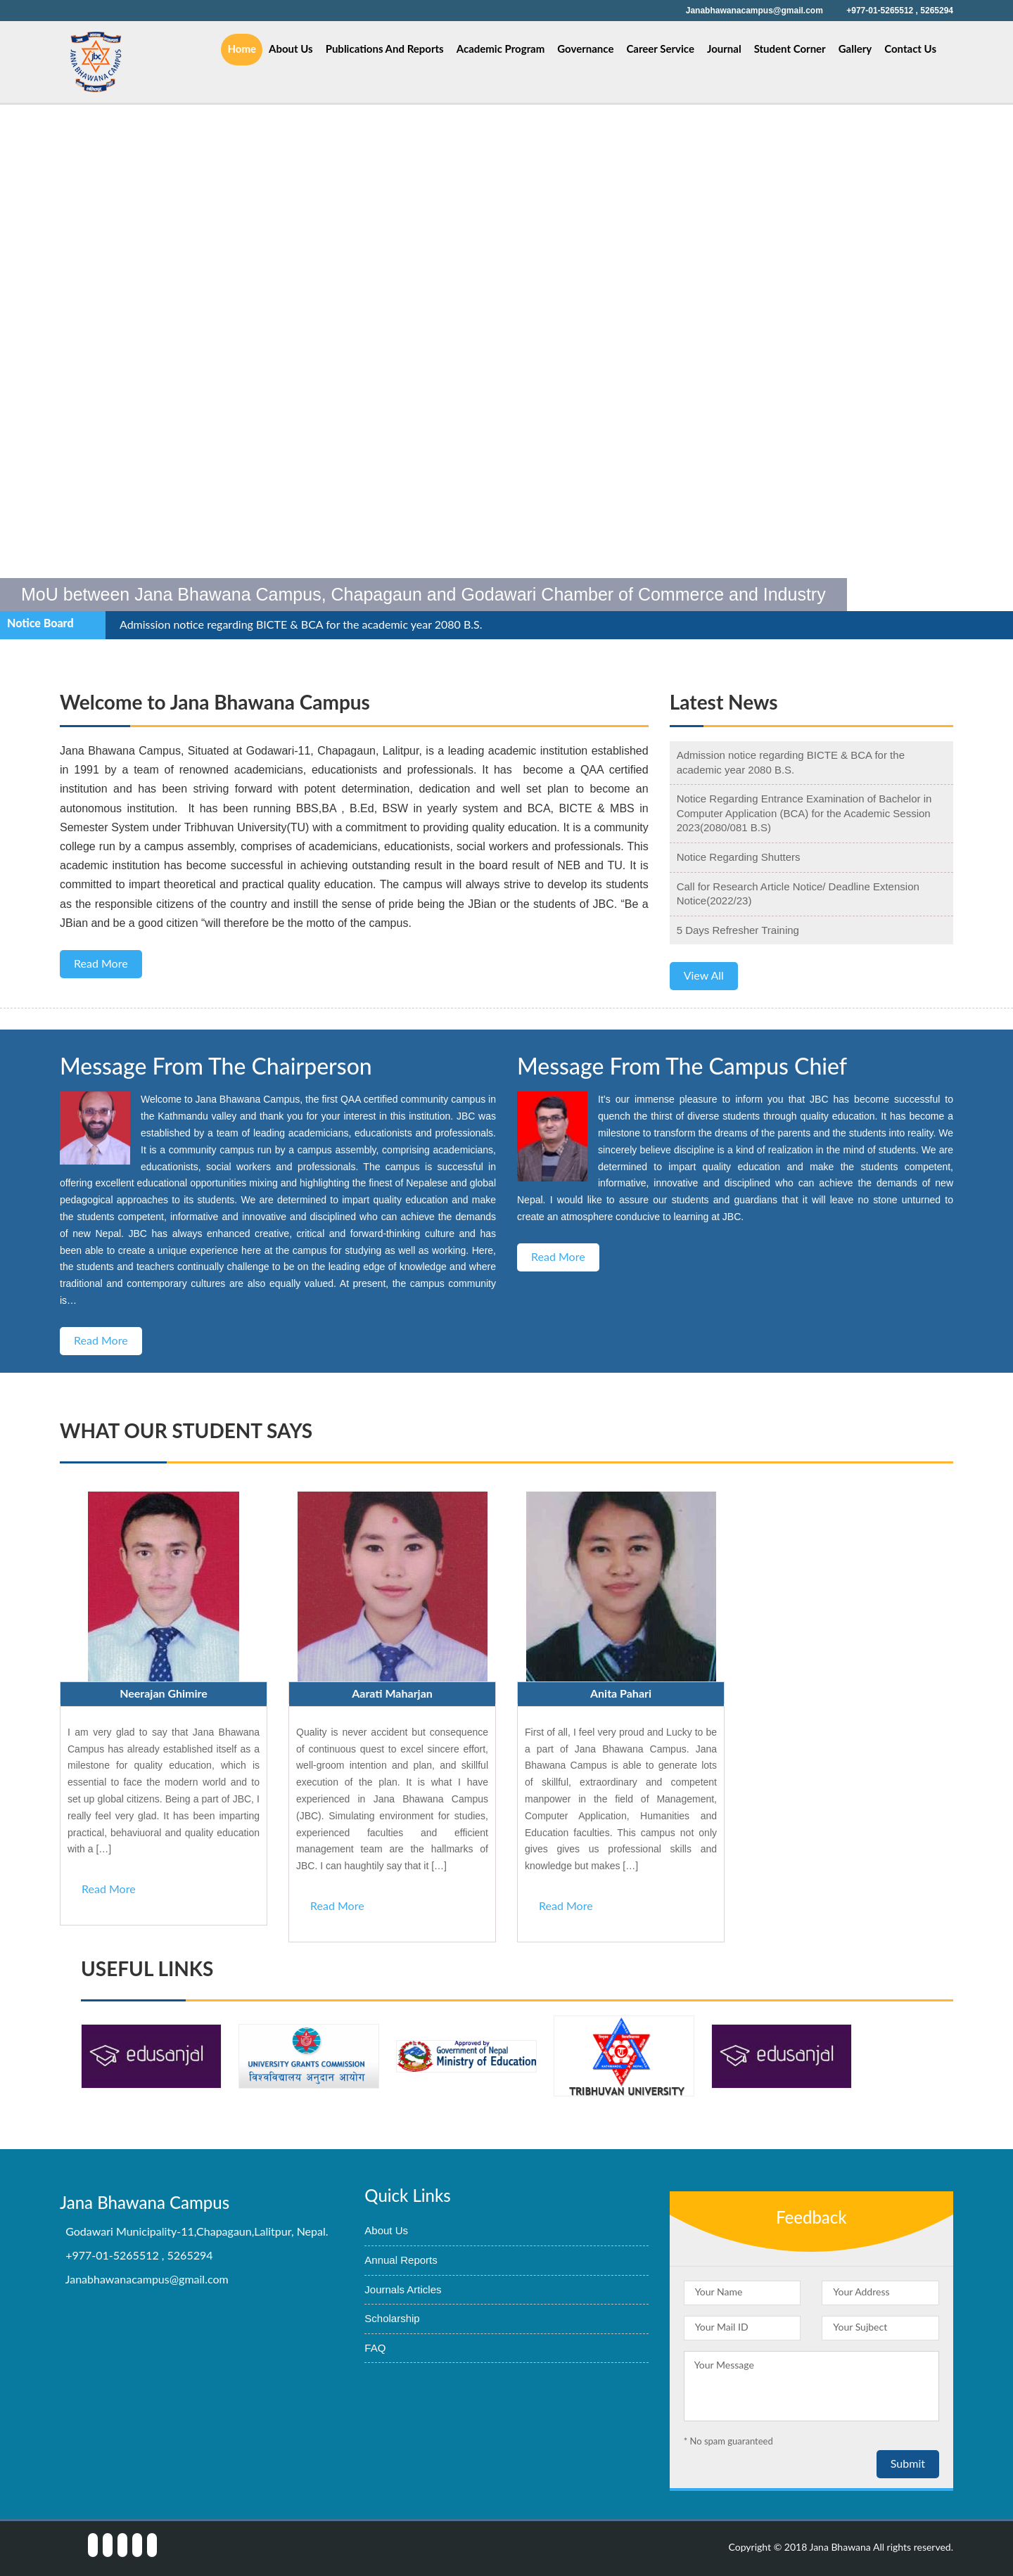 Janabhawanacampus@gmail.com +977-01-5265512 , 5265294
JANA BHAWANA CAMPUS
Home About Us Publications And Reports Academic Program Governance Career Service Journal Student Corner Gallery Contact Us
MoU between Jana Bhawana Campus, Chapagaun and Godawari Chamber of Commerce and Industry
Notice Board Admission notice regarding BICTE & BCA for the academic year 2080 B.S.
Welcome to Jana Bhawana Campus
Jana Bhawana Campus, Situated at Godawari-11, Chapagaun, Lalitpur, is a leading academic institution established
in 1991 by a team of renowned academicians, educationists and professionals. It has become a QAA certified
institution and has been striving forward with potent determination, dedication and well set plan to become an
autonomous institution. It has been running BBS,BA , B.Ed, BSW in yearly system and BCA, BICTE & MBS in
Semester System under Tribhuvan University(TU) with a commitment to providing quality education. It is a community
college run by a campus assembly, comprises of academicians, educationists, social workers and professionals. This
academic institution has become successful in achieving outstanding result in the board result of NEB and TU. It is
committed to impart theoretical and practical quality education. The campus will always strive to develop its students
as the responsible citizens of the country and instill the sense of pride being the JBian or the students of JBC. “Be a
JBian and be a good citizen “will therefore be the motto of the campus.
Read More
Latest News
Admission notice regarding BICTE & BCA for the
academic year 2080 B.S.
Notice Regarding Entrance Examination of Bachelor in
Computer Application (BCA) for the Academic Session
2023(2080/081 B.S)
Notice Regarding Shutters
Call for Research Article Notice/ Deadline Extension
Notice(2022/23)
5 Days Refresher Training
View All
Message From The Chairperson
Welcome to Jana Bhawana Campus, the first QAA certified community campus in
the Kathmandu valley and thank you for your interest in this institution. JBC was
established by a team of leading academicians, educationists and professionals.
It is a community campus run by a campus assembly, comprising academicians,
educationists, social workers and professionals. The campus is successful in
offering excellent educational opportunities mixing and highlighting the finest of Nepalese and global
pedagogical approaches to its students. We are determined to impart quality education and make
the students competent, informative and innovative and disciplined who can achieve the demands
of new Nepal. JBC has always enhanced creative, critical and forward-thinking culture and has
been able to create a unique experience here at the campus for studying as well as working. Here,
the students and teachers continually challenge to be on the leading edge of knowledge and where
traditional and contemporary cultures are also equally valued. At present, the campus community
is…
Read More
Message From The Campus Chief
It's our immense pleasure to inform you that JBC has become successful to
quench the thirst of diverse students through quality education. It has become a
milestone to transform the dreams of the parents and the students into reality. We
sincerely believe discipline is a kind of realization in the mind of students. We are
determined to impart quality education and make the students competent,
informative, innovative and disciplined who can achieve the demands of new
Nepal. I would like to assure our students and guardians that it will leave no stone unturned to
create an atmosphere conducive to learning at JBC.
Read More
WHAT OUR STUDENT SAYS
Neerajan Ghimire
I am very glad to say that Jana Bhawana
Campus has already established itself as a
milestone for quality education, which is
essential to face the modern world and to
set up global citizens. Being a part of JBC, I
really feel very glad. It has been imparting
practical, behaviuoral and quality education
with a […]
Read More
Aarati Maharjan
Quality is never accident but consequence
of continuous quest to excel sincere effort,
well-groom intention and plan, and skillful
execution of the plan. It is what I have
experienced in Jana Bhawana Campus
(JBC). Simulating environment for studies,
experienced faculties and efficient
management team are the hallmarks of
JBC. I can haughtily say that it […]
Read More
Anita Pahari
First of all, I feel very proud and Lucky to be
a part of Jana Bhawana Campus. Jana
Bhawana Campus is able to generate lots
of skillful, extraordinary and competent
manpower in the field of Management,
Computer Application, Humanities and
Education faculties. This campus not only
gives gives us professional skills and
knowledge but makes […]
Read More
USEFUL LINKS
edusanjal
UNIVERSITY GRANTS COMMISSION
विश्वविद्यालय अनुदान आयोग
Approved by
Government of Nepal
Ministry of Education
TRIBHUVAN UNIVERSITY
edusanjal
Jana Bhawana Campus
Godawari Municipality-11,Chapagaun,Lalitpur, Nepal.
+977-01-5265512 , 5265294
Janabhawanacampus@gmail.com
Quick Links
About Us
Annual Reports
Journals Articles
Scholarship
FAQ
Feedback
Your Name Your Address
Your Mail ID Your Sujbect
Your Message
* No spam guaranteed
Submit
Copyright © 2018 Jana Bhawana All rights reserved.